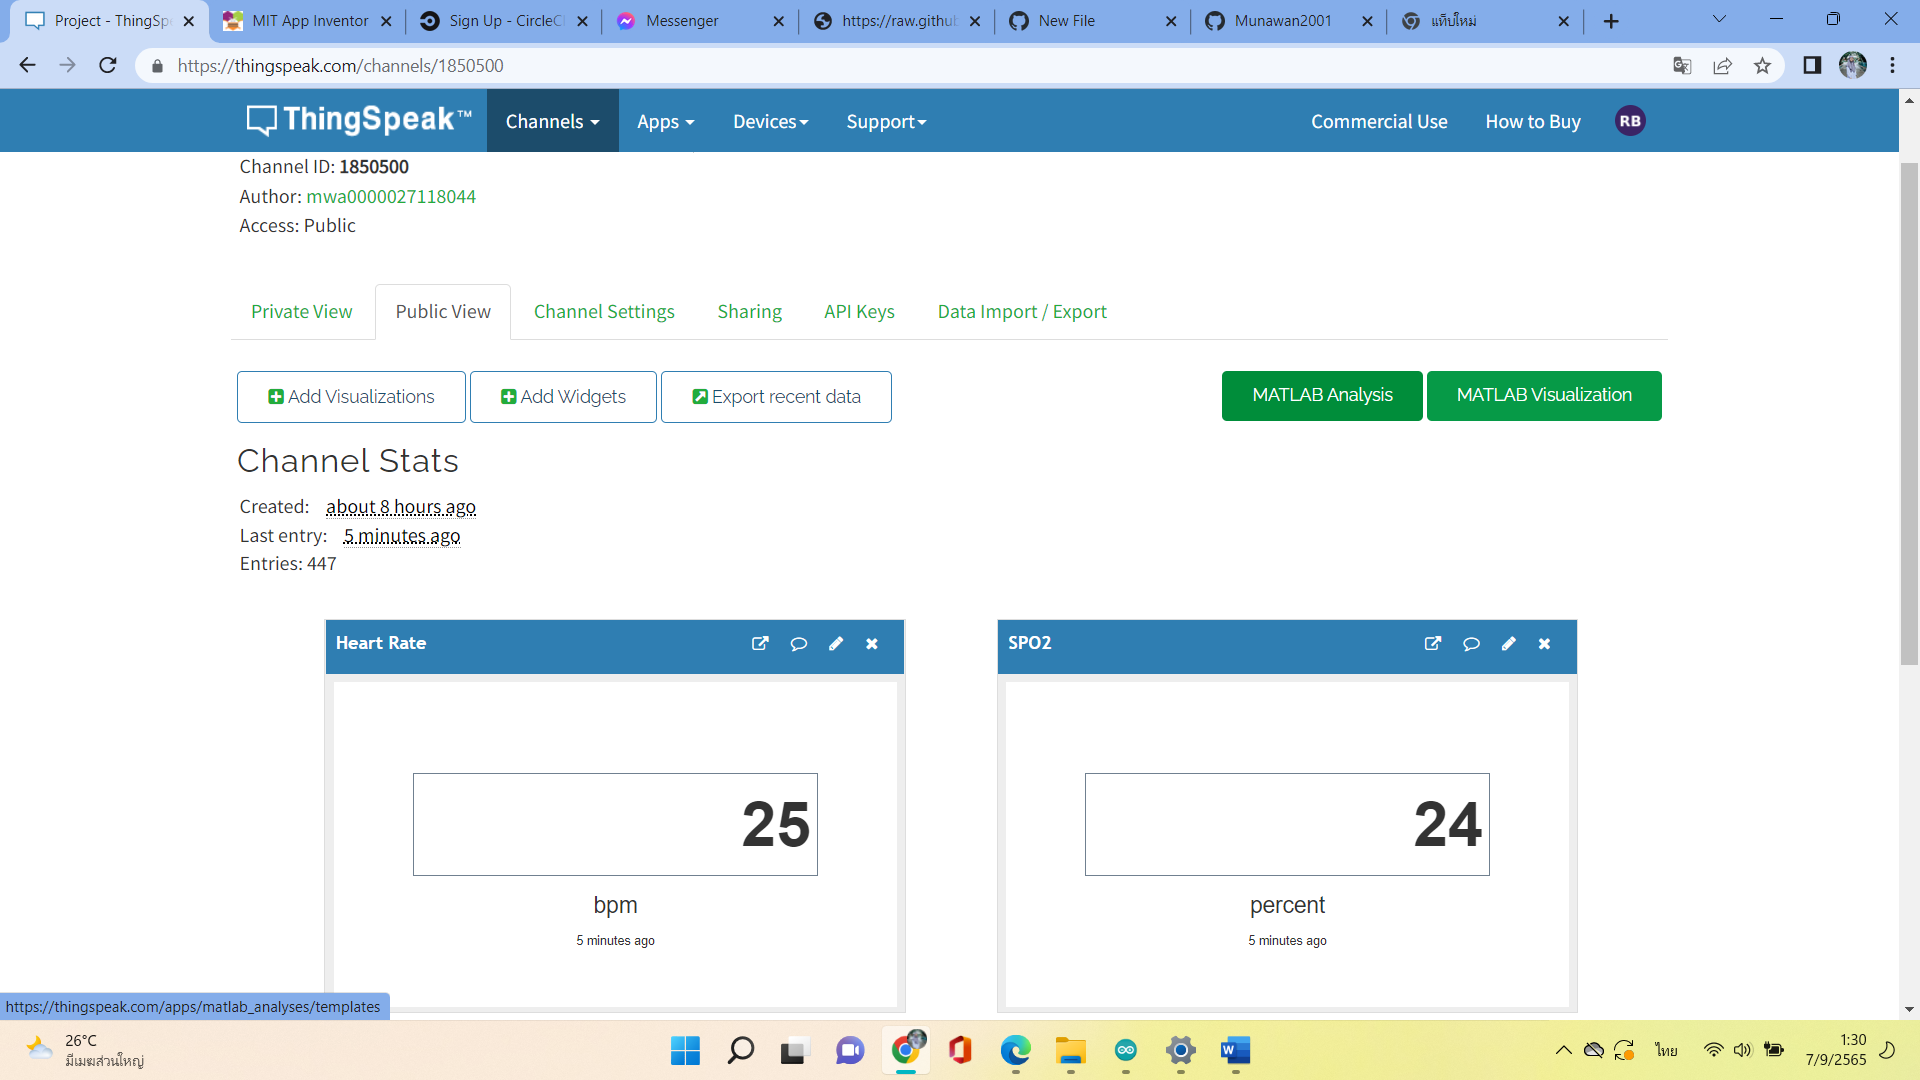 Project - ThingSpe
MIT App Inventor
Sign Up - CircleCI
Messenger
https://raw.githu
New File
Munawan2001
แท็บใหม่
https://thingspeak.com/channels/1850500
ThingSpeak™
Channels
Apps
Devices
Support
Commercial Use
How to Buy
RB
Channel ID: 1850500
Author: mwa0000027118044
Access: Public
Private View
Public View
Channel Settings
Sharing
API Keys
Data Import / Export
Add Visualizations
Add Widgets
Export recent data
MATLAB Analysis
MATLAB Visualization
Channel Stats
Created: about 8 hours ago
Last entry: 5 minutes ago
Entries: 447
Heart Rate
25
bpm
5 minutes ago
SPO2
24
percent
5 minutes ago
https://thingspeak.com/apps/matlab_analyses/templates
26°C
มีเมฆส่วนใหญ่
ไทย
1:30
7/9/2565